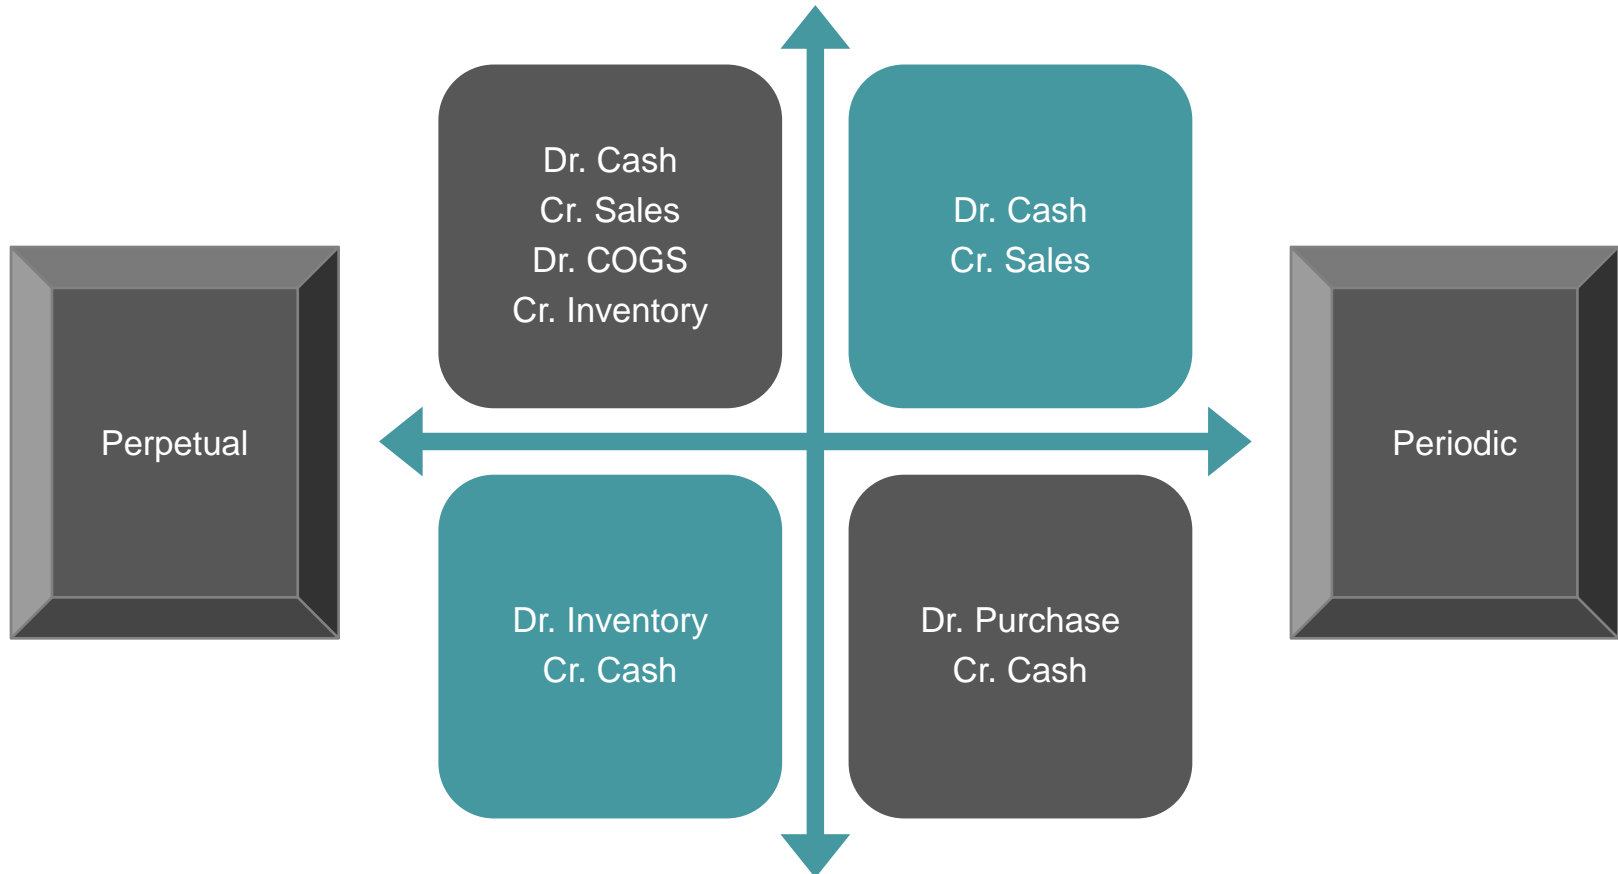 Perpetual
Dr. Cash
Cr. Sales
Dr. COGS
Cr. Inventory
Dr. Cash
Cr. Sales
Dr. Inventory
Cr. Cash
Dr. Purchase
Cr. Cash
Periodic